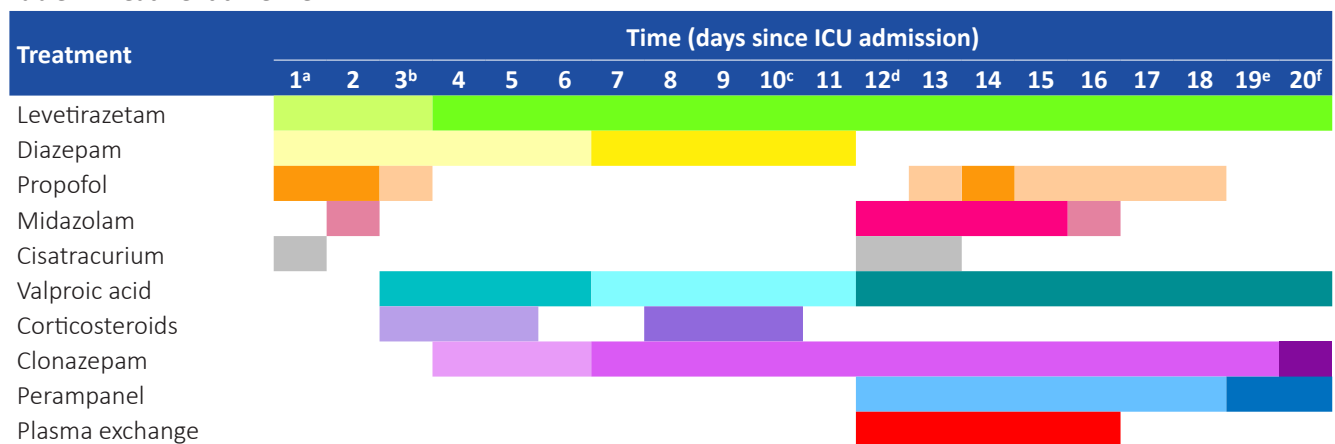 Treatment
Time (days since ICU admission)
1ᵃ 2 3ᵇ 4 5 6 7 8 9 10ᶜ 11 12ᵈ 13 14 15 16 17 18 19ᵉ 20ᶠ
Levetirazetam
Diazepam
Propofol
Midazolam
Cisatracurium
Valproic acid
Corticosteroids
Clonazepam
Perampanel
Plasma exchange